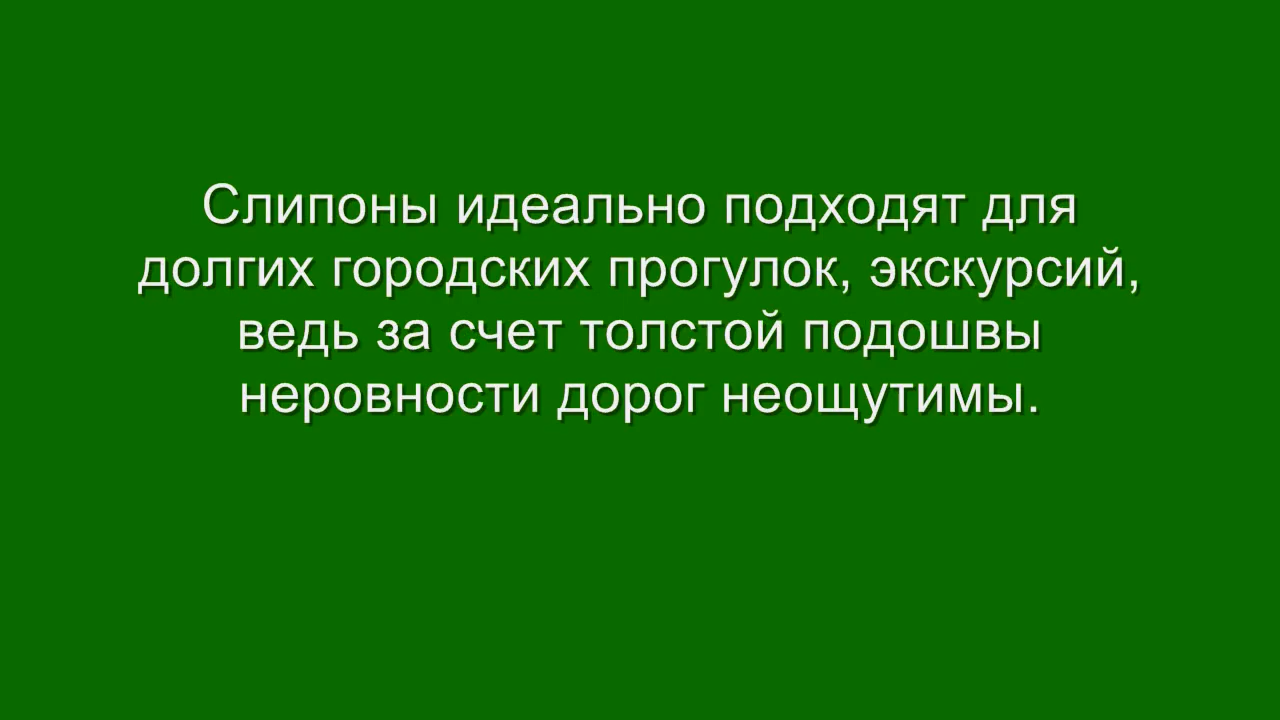 Слипоны идеально подходят для
долгих городских прогулок, экскурсий,
ведь за счет толстой подошвы
неровности дорог неощутимы.